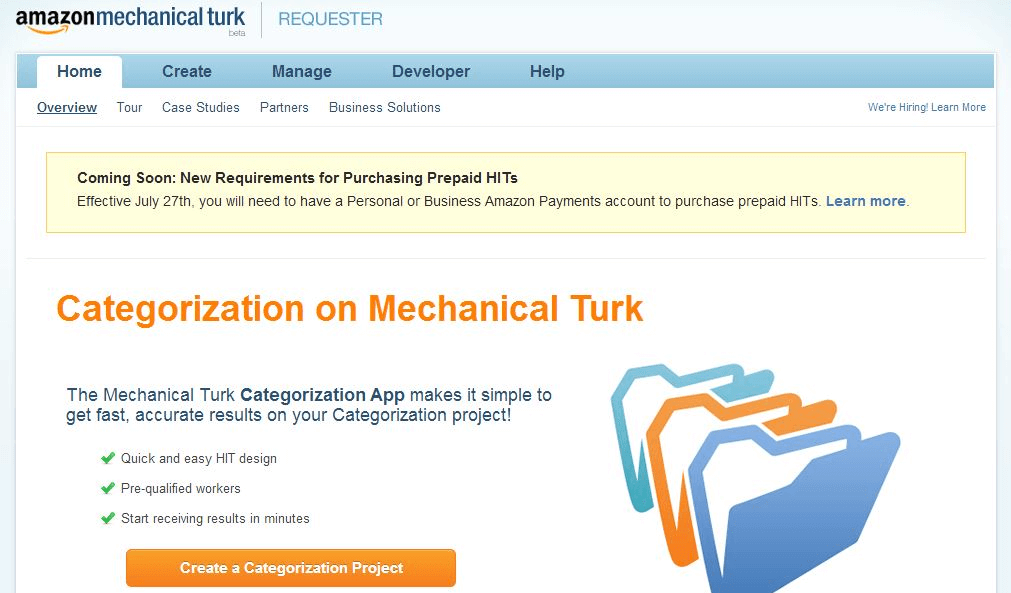 amazonmechanical turk REQUESTER
beta
Home Create Manage Developer Help
Overview Tour Case Studies Partners Business Solutions We're Hiring! Learn More
Coming Soon: New Requirements for Purchasing Prepaid HITs
Effective July 27th, you will need to have a Personal or Business Amazon Payments account to purchase prepaid HITs. Learn more.
Categorization on Mechanical Turk
The Mechanical Turk Categorization App makes it simple to
get fast, accurate results on your Categorization project!
Quick and easy HIT design
Pre-qualified workers
Start receiving results in minutes
Create a Categorization Project